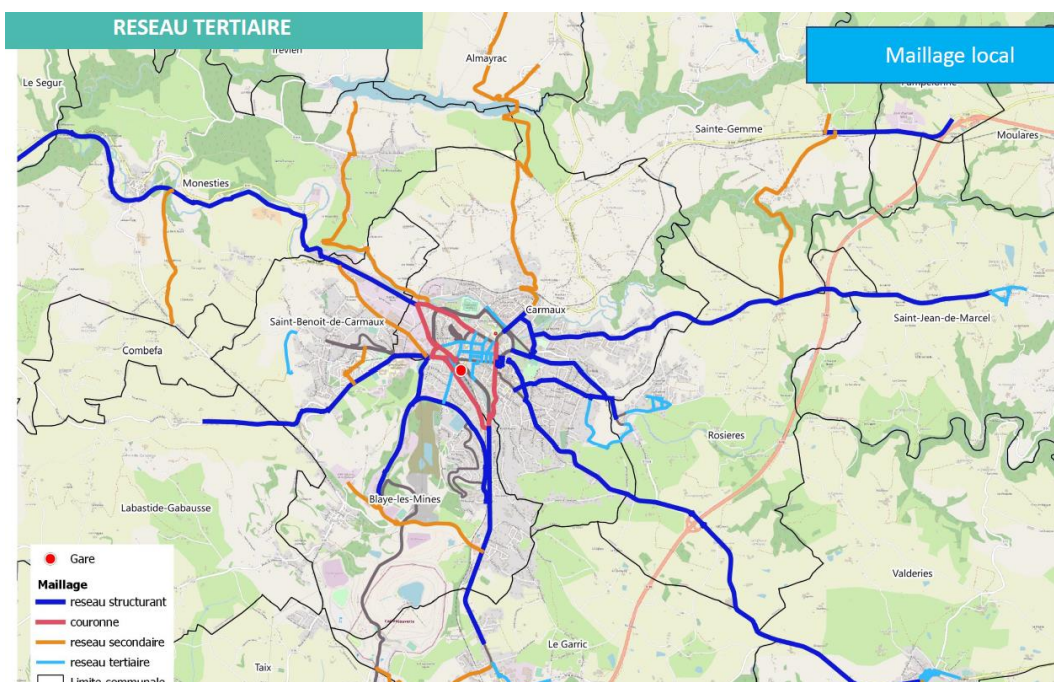 RESEAU TERTIAIRE
Maillage local
Trevien
Almayrac
Le Segur
Sainte-Gemme
Moulares
Monesties
Carmaux
Saint-Benoit-de-Carmaux
Saint-Jean-de-Marcel
Combefa
Rosieres
Blaye-les-Mines
Labastide-Gabausse
Valderies
Le Garric
Taix
Gare
Maillage
reseau structurant
couronne
reseau secondaire
reseau tertiaire
Limite communale